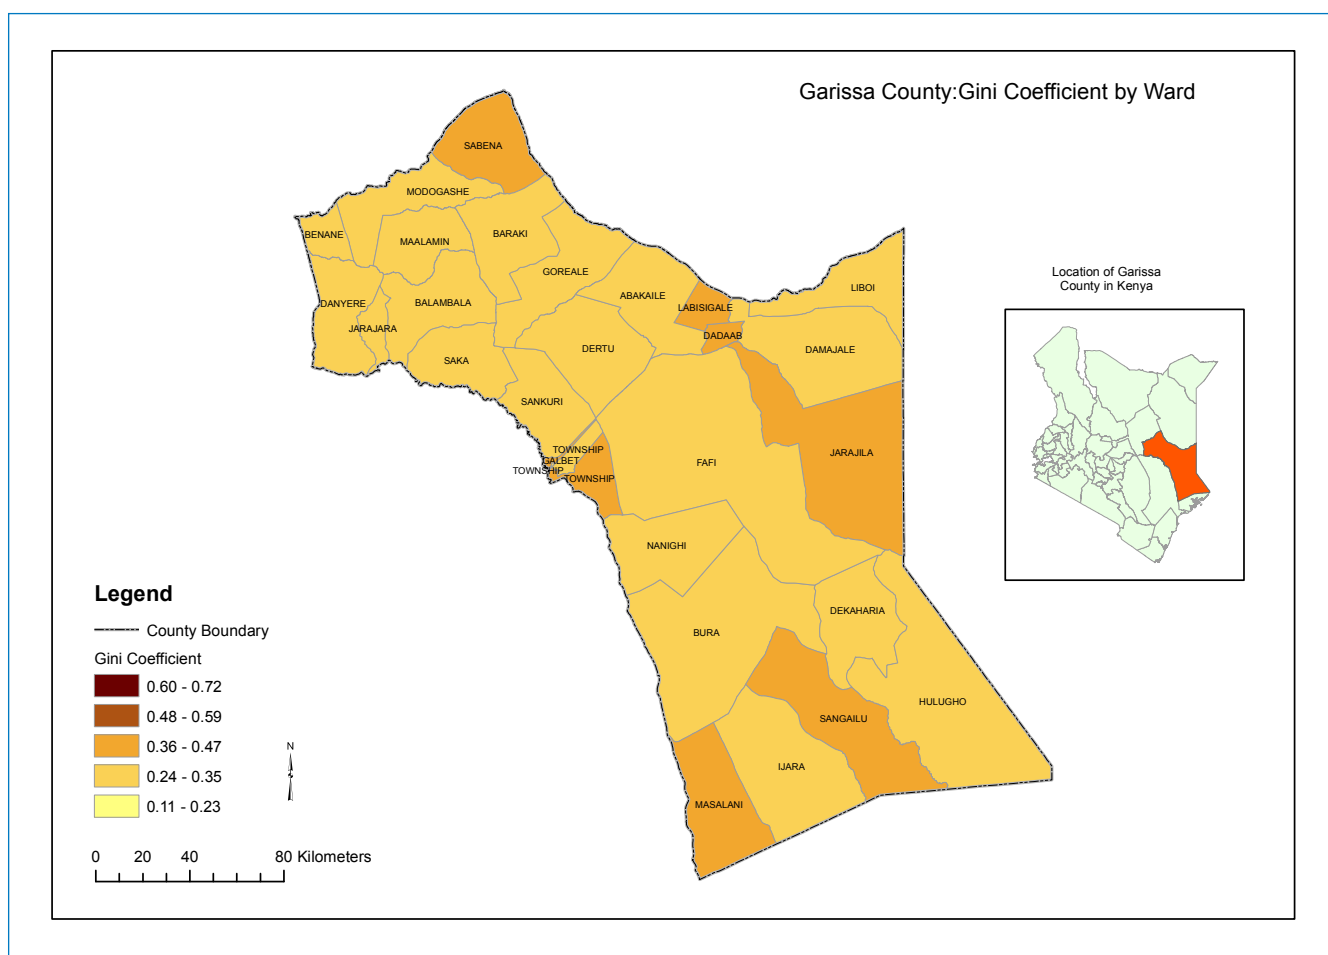 Garissa County:Gini Coefficient by Ward
SABENA
MODOGASHE
BENANE
MAALAMIN
BARAKI
GOREALE
DANYERE
BALAMBALA
ABAKAILE
LABISIGALE
LIBOI
JARAJARA
DADAAB
SAKA
DERTU
DAMAJALE
SANKURI
TOWNSHIP
GALBET
TOWNSHIP
TOWNSHIP
FAFI
JARAJILA
NANIGHI
DEKAHARIA
BURA
HULUGHO
SANGAILU
IJARA
MASALANI
Location of Garissa
County in Kenya
Legend
County Boundary
Gini Coefficient
0.60 - 0.72
0.48 - 0.59
0.36 - 0.47
0.24 - 0.35
0.11 - 0.23
N
0 20 40 80 Kilometers